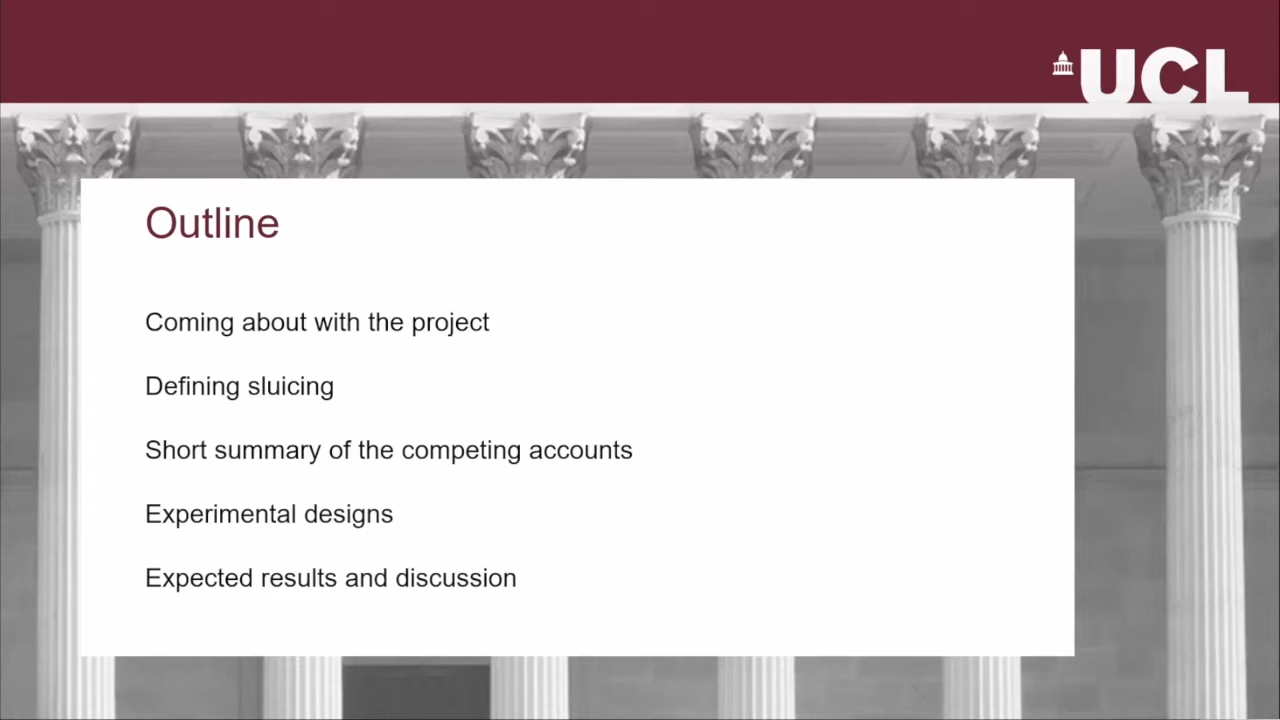 UCL
Outline
Coming about with the project
Defining sluicing
Short summary of the competing accounts
Experimental designs
Expected results and discussion